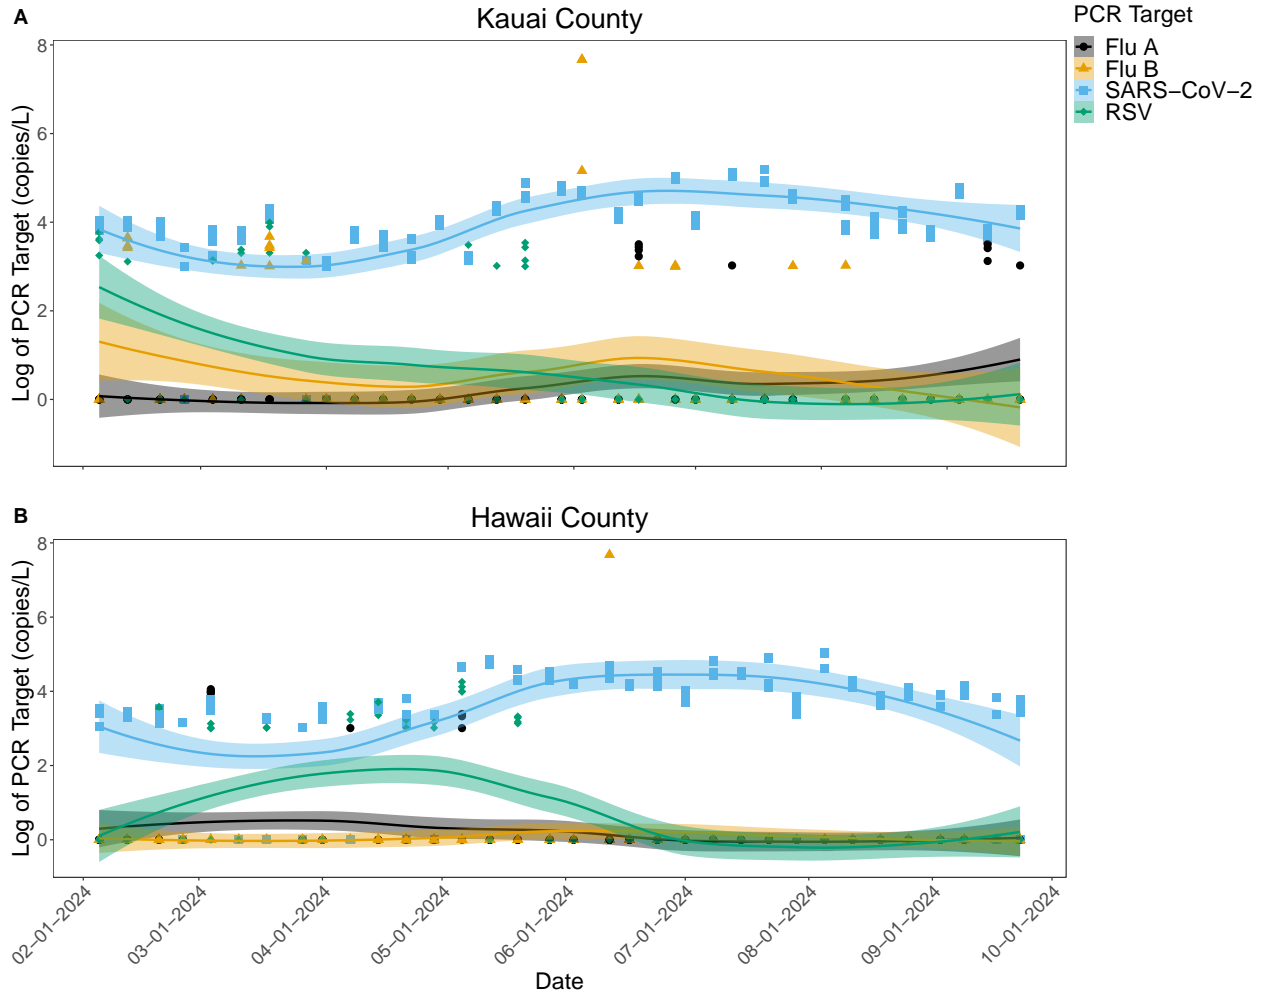 A
Kauai County
PCR Target
Flu A
Flu B
SARS−CoV−2
RSV
Log of PCR Target (copies/L)
8
6
4
2
0
B
Hawaii County
Log of PCR Target (copies/L)
8
6
4
2
0
02−01−2024
03−01−2024
04−01−2024
05−01−2024
06−01−2024
07−01−2024
08−01−2024
09−01−2024
10−01−2024
Date